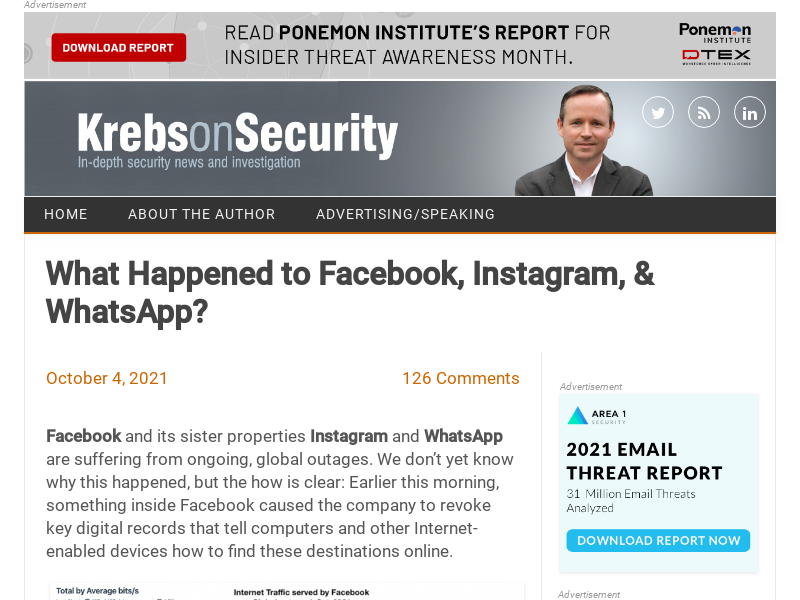 Advertisement
DOWNLOAD REPORT
READ PONEMON INSTITUTE'S REPORT FOR
INSIDER THREAT AWARENESS MONTH.
Ponemon
INSTITUTE
DTEX
KrebsonSecurity
In-depth security news and investigation
HOME ABOUT THE AUTHOR ADVERTISING/SPEAKING
What Happened to Facebook, Instagram, &
WhatsApp?
October 4, 2021 126 Comments
Facebook and its sister properties Instagram and WhatsApp
are suffering from ongoing, global outages. We don’t yet know
why this happened, but the how is clear: Earlier this morning,
something inside Facebook caused the company to revoke
key digital records that tell computers and other Internet-
enabled devices how to find these destinations online.
Total by Average bits/s Internet Traffic served by Facebook
Advertisement
AREA 1
SECURITY
2021 EMAIL
THREAT REPORT
31 Million Email Threats
Analyzed
DOWNLOAD REPORT NOW
Advertisement